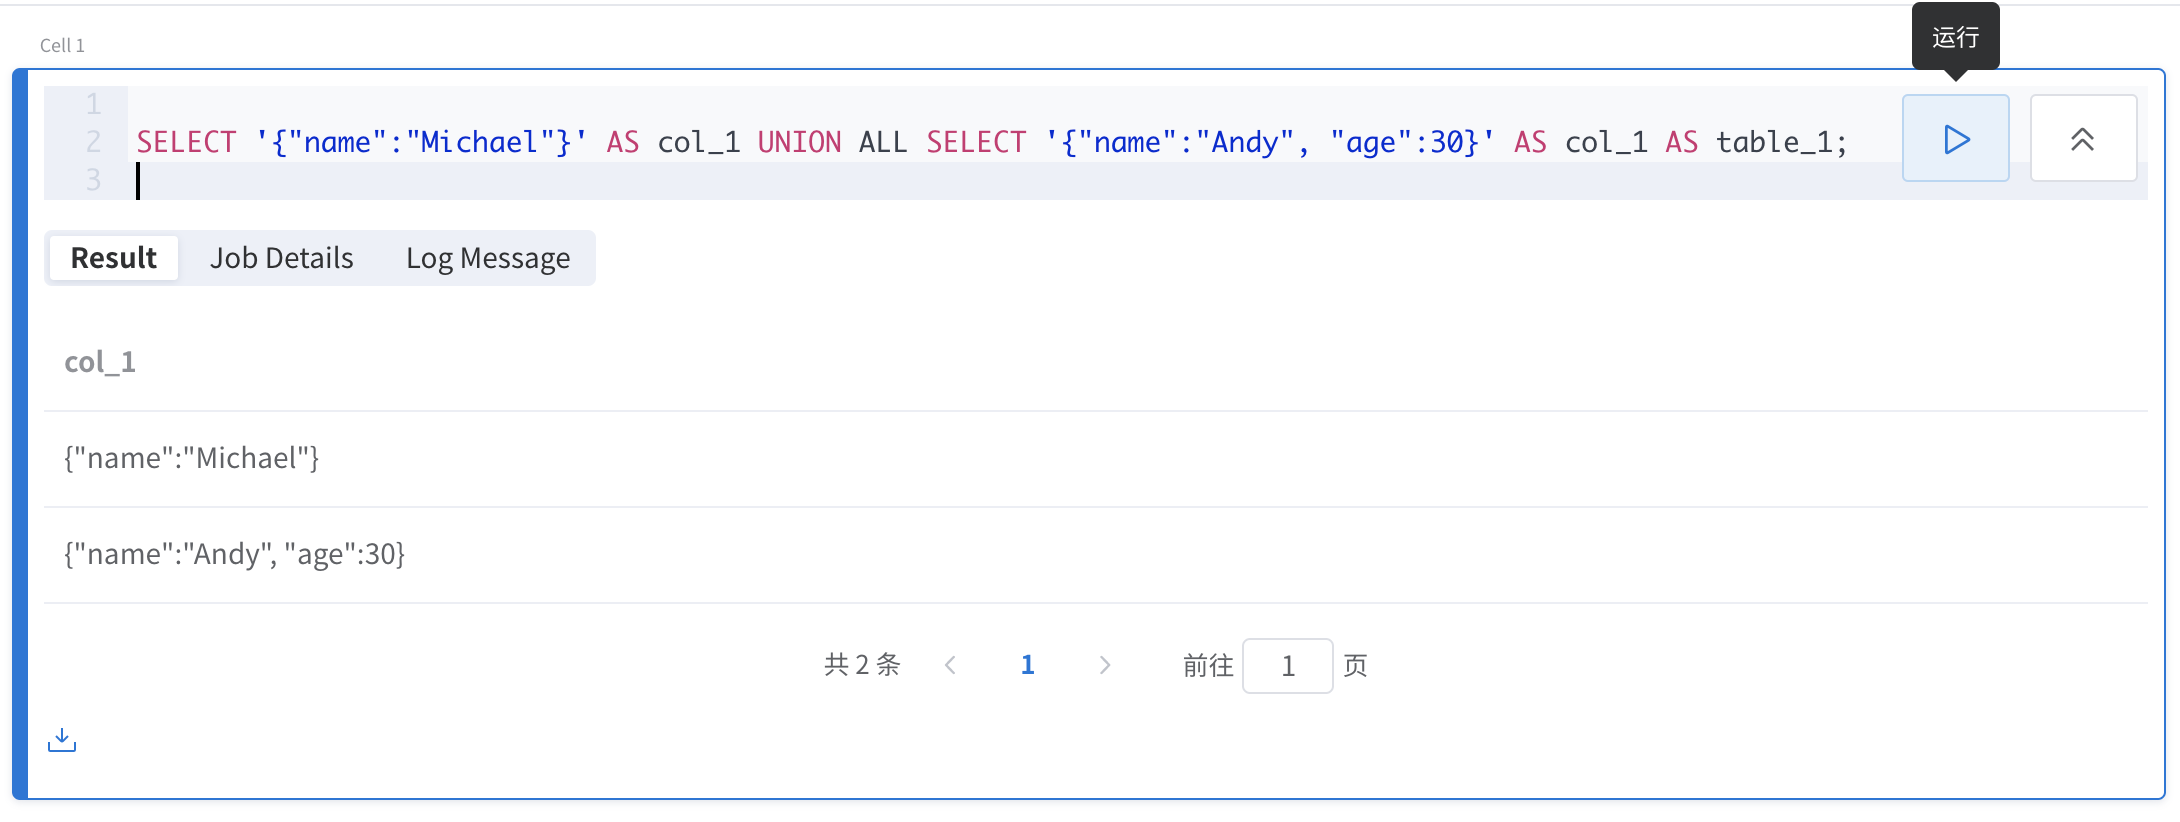 运行
Cell 1
1
2 SELECT '{"name":"Michael"}' AS col_1 UNION ALL SELECT '{"name":"Andy", "age":30}' AS col_1 AS table_1;
3
Result Job Details Log Message
col_1
{"name":"Michael"}
{"name":"Andy", "age":30}
共 2 条 1 前往 1 页